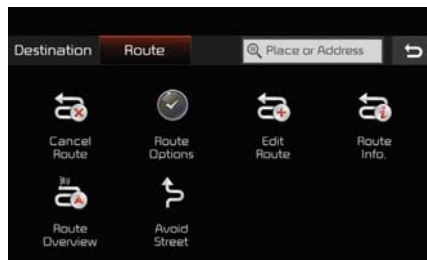 Destination
Route
Place or Address
Cancel
Route
Route
Options
Edit
Route
Route
Info.
Route
Overview
Avoid
Street